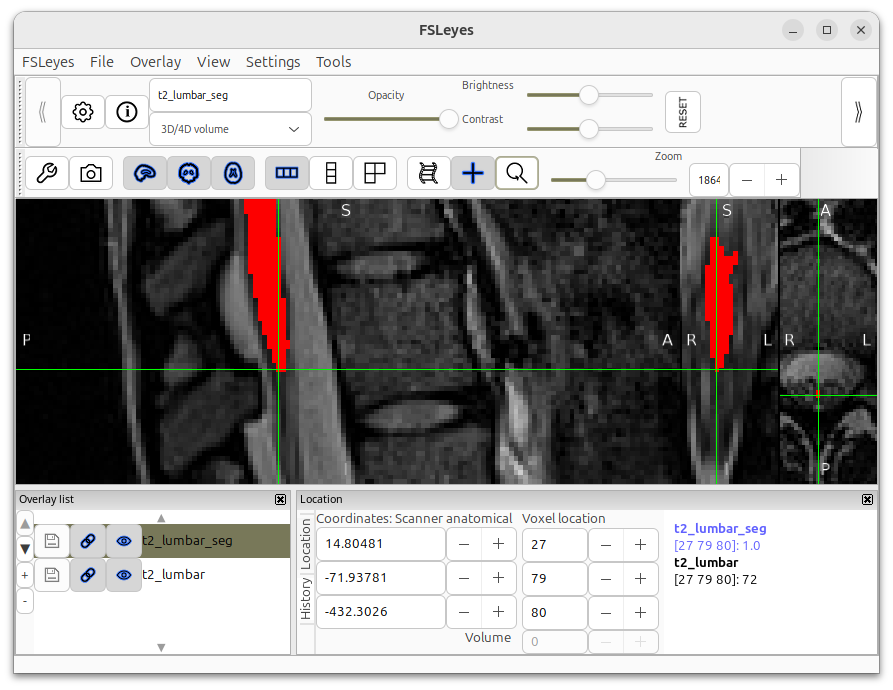 FSLeyes
FSLeyes File Overlay View Settings Tools
t2_lumbar_seg
3D/4D volume
Opacity
Brightness
Contrast
RESET
Zoom
1864
S
P
A
S
R
L
A
R
L
P
Overlay list
t2_lumbar_seg
t2_lumbar
Location
Location
History
Coordinates: Scanner anatomical
14.80481
-71.93781
-432.3026
Volume
Voxel location
27
79
80
0
t2_lumbar_seg
[27 79 80]: 1.0
t2_lumbar
[27 79 80]: 72